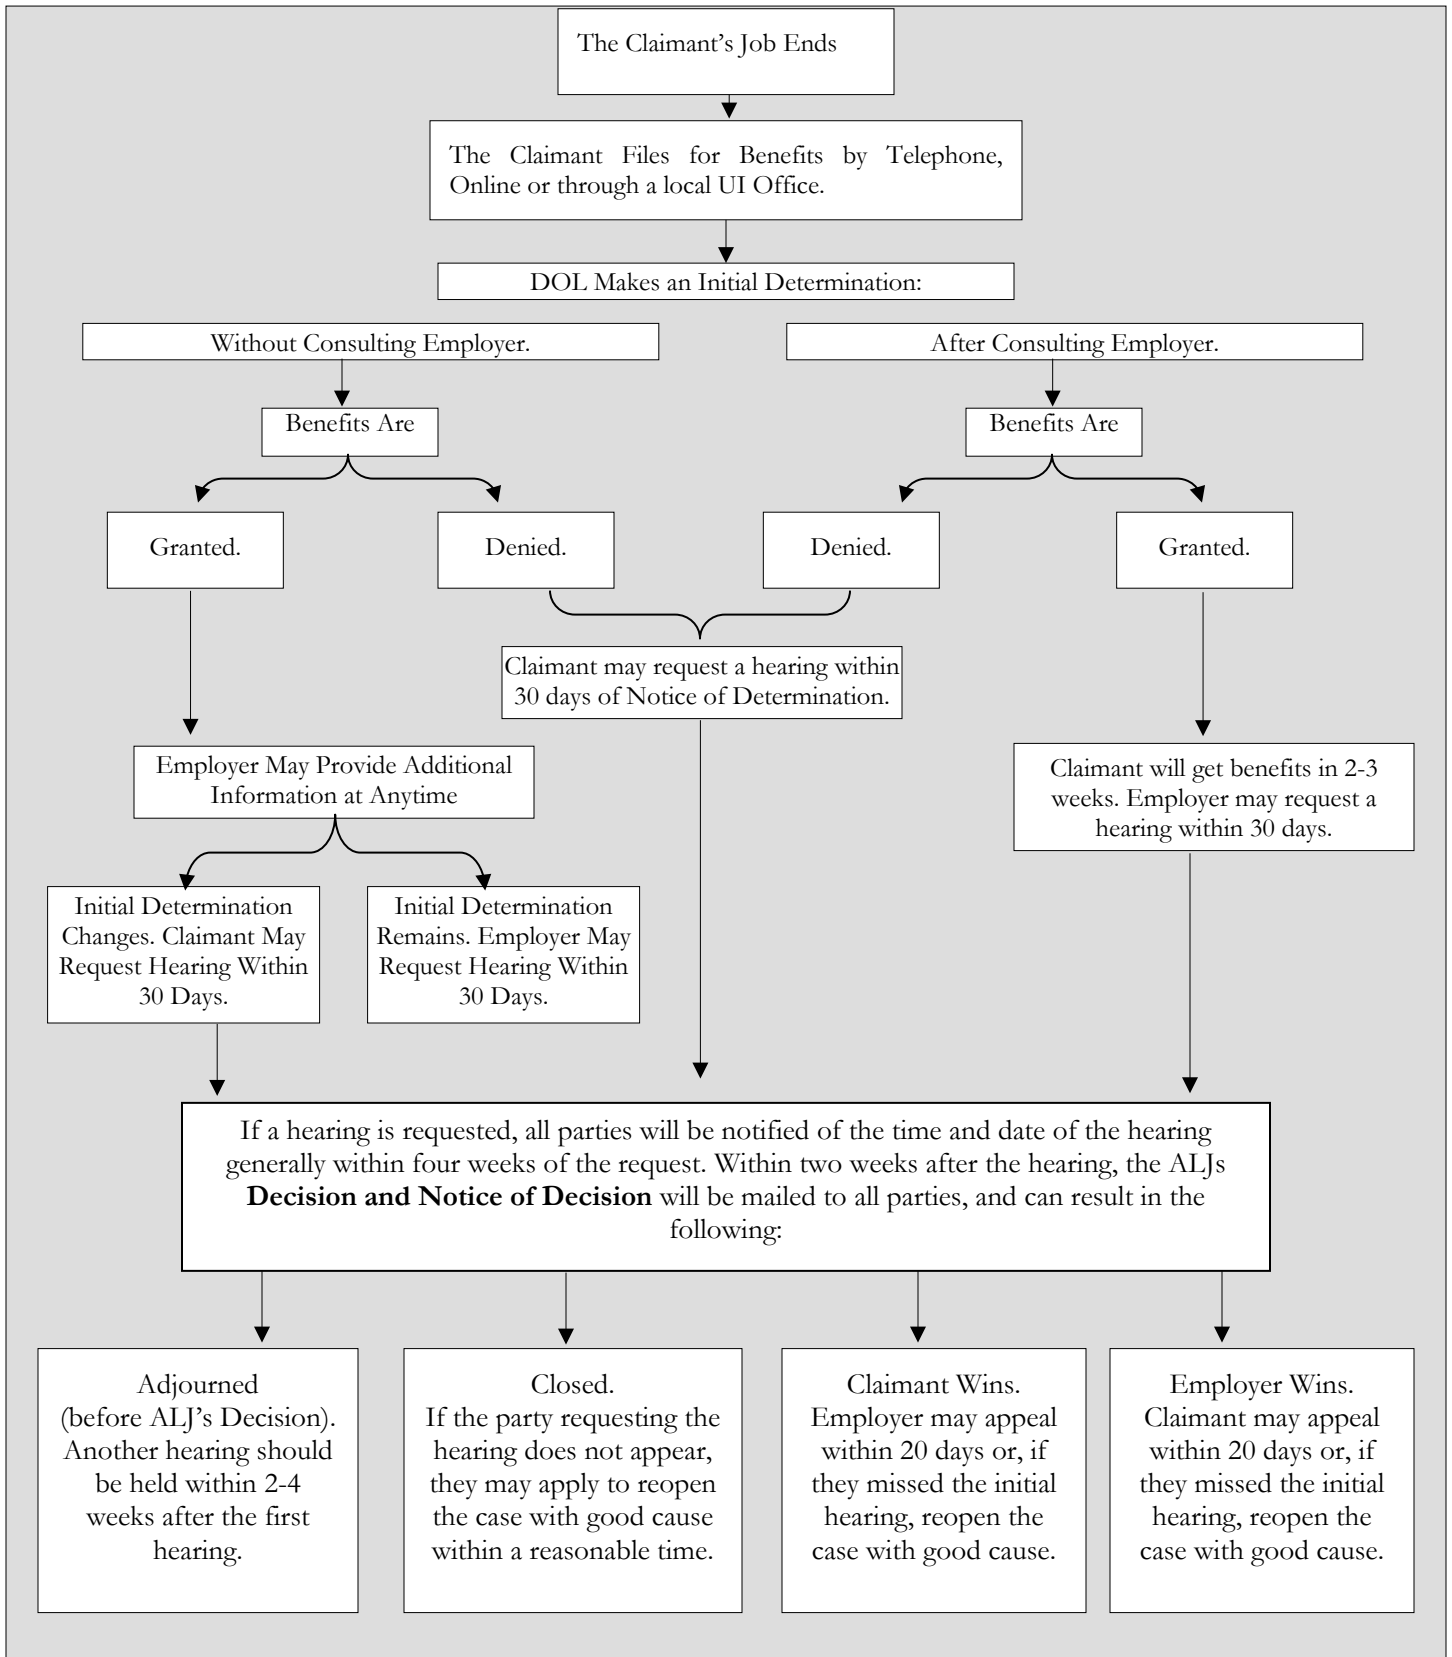 The Claimant's Job Ends
The Claimant Files for Benefits by Telephone,
Online or through a local UI Office.
DOL Makes an Initial Determination:
Without Consulting Employer.
After Consulting Employer.
Benefits Are
Benefits Are
Granted.
Denied.
Denied.
Granted.
Claimant may request a hearing within
30 days of Notice of Determination.
Employer May Provide Additional
Information at Anytime
Claimant will get benefits in 2-3
weeks. Employer may request a
hearing within 30 days.
Initial Determination
Changes. Claimant May
Request Hearing Within
30 Days.
Initial Determination
Remains. Employer May
Request Hearing Within
30 Days.
If a hearing is requested, all parties will be notified of the time and date of the hearing
generally within four weeks of the request. Within two weeks after the hearing, the ALJs
Decision and Notice of Decision will be mailed to all parties, and can result in the
following:
Adjourned
(before ALJ's Decision).
Another hearing should
be held within 2-4
weeks after the first
hearing.
Closed.
If the party requesting the
hearing does not appear,
they may apply to reopen
the case with good cause
within a reasonable time.
Claimant Wins.
Employer may appeal
within 20 days or, if
they missed the initial
hearing, reopen the
case with good cause.
Employer Wins.
Claimant may appeal
within 20 days or, if
they missed the initial
hearing, reopen the
case with good cause.